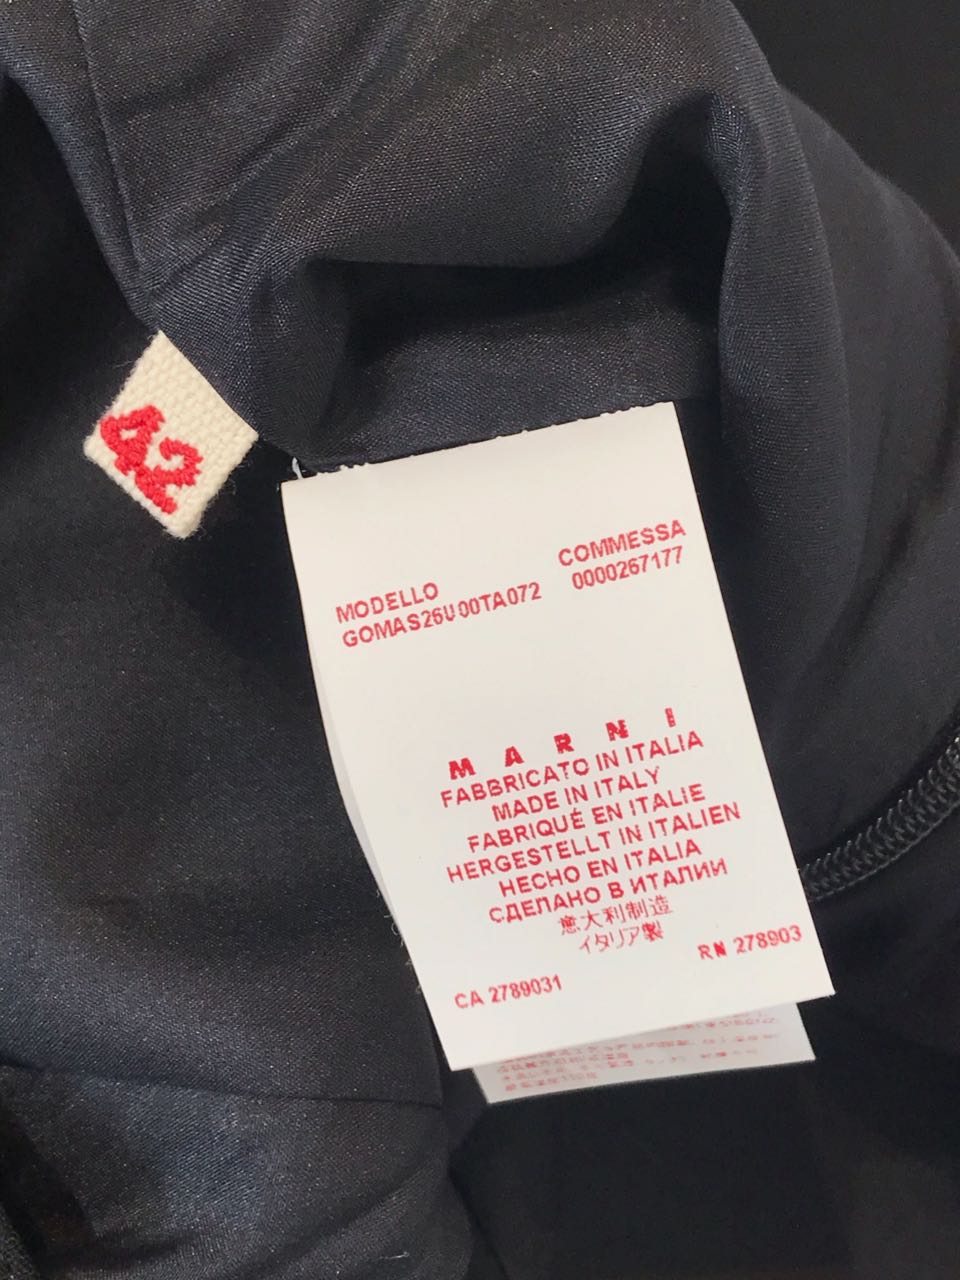 42
MODELLO COMMESSA
GOMAS26U00TA072 0000267177
MARNI
FABBRICATO IN ITALIA
MADE IN ITALY
FABRIQUÉ EN ITALIE
HERGESTELLT IN ITALIEN
HECHO EN ITALIA
СДЕЛАНО В ИТАЛИИ
意大利制造
イタリア製
CA 2789031 RN 278903